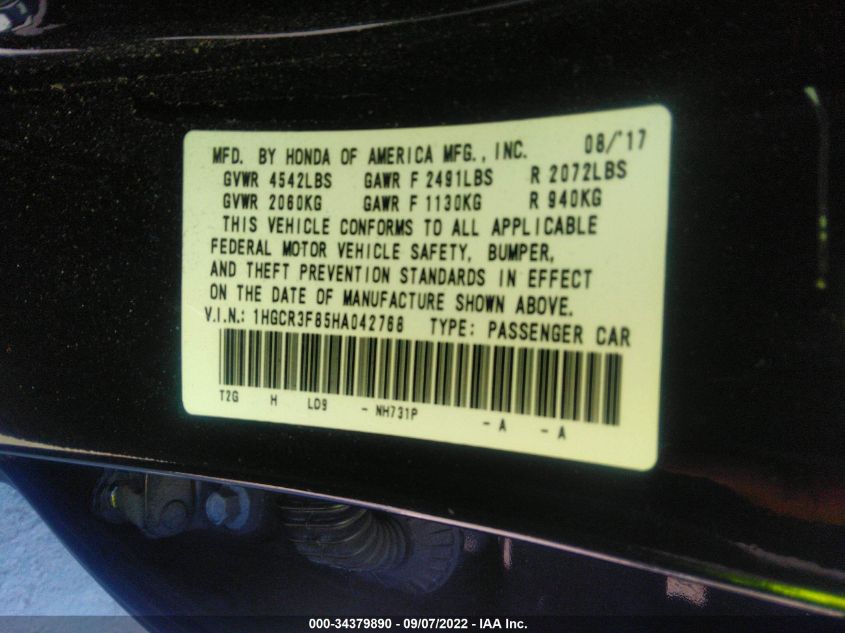 MFD. BY HONDA OF AMERICA MFG., INC. 08/'17
GVWR 4542LBS GAWR F 2491LBS R 2072LBS
GVWR 2060KG GAWR F 1130KG R 940KG
THIS VEHICLE CONFORMS TO ALL APPLICABLE
FEDERAL MOTOR VEHICLE SAFETY, BUMPER,
AND THEFT PREVENTION STANDARDS IN EFFECT
ON THE DATE OF MANUFACTURE SHOWN ABOVE.
V.I.N.: 1HGCR3F85HA042768 TYPE: PASSENGER CAR
T2G H LD9 - NH731P - A - A
000-34379890 - 09/07/2022 - IAA Inc.